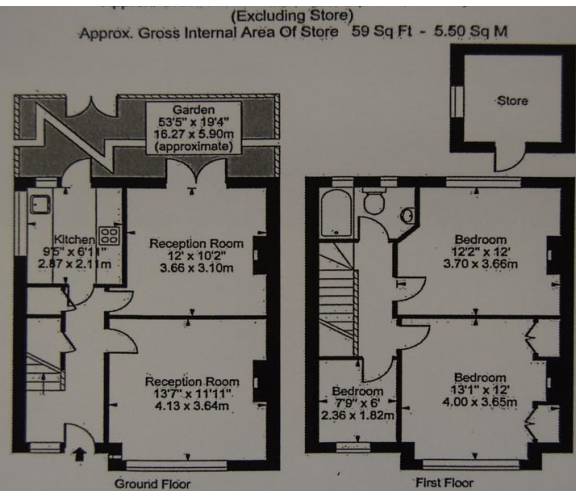 (Excluding Store)
Approx. Gross Internal Area Of Store 59 Sq Ft - 5.50 Sq M
Store
Garden
53'5" x 19'4"
16.27 x 5.90m
(approximate)
Kitchen
9'5" x 6'11"
2.87 x 2.11m
Reception Room
12' x 10'2"
3.66 x 3.10m
Reception Room
13'7" x 11'11"
4.13 x 3.64m
Ground Floor
Bedroom
12'2" x 12'
3.70 x 3.66m
Bedroom
7'9" x 6'
2.36 x 1.82m
Bedroom
13'1" x 12'
4.00 x 3.65m
First Floor